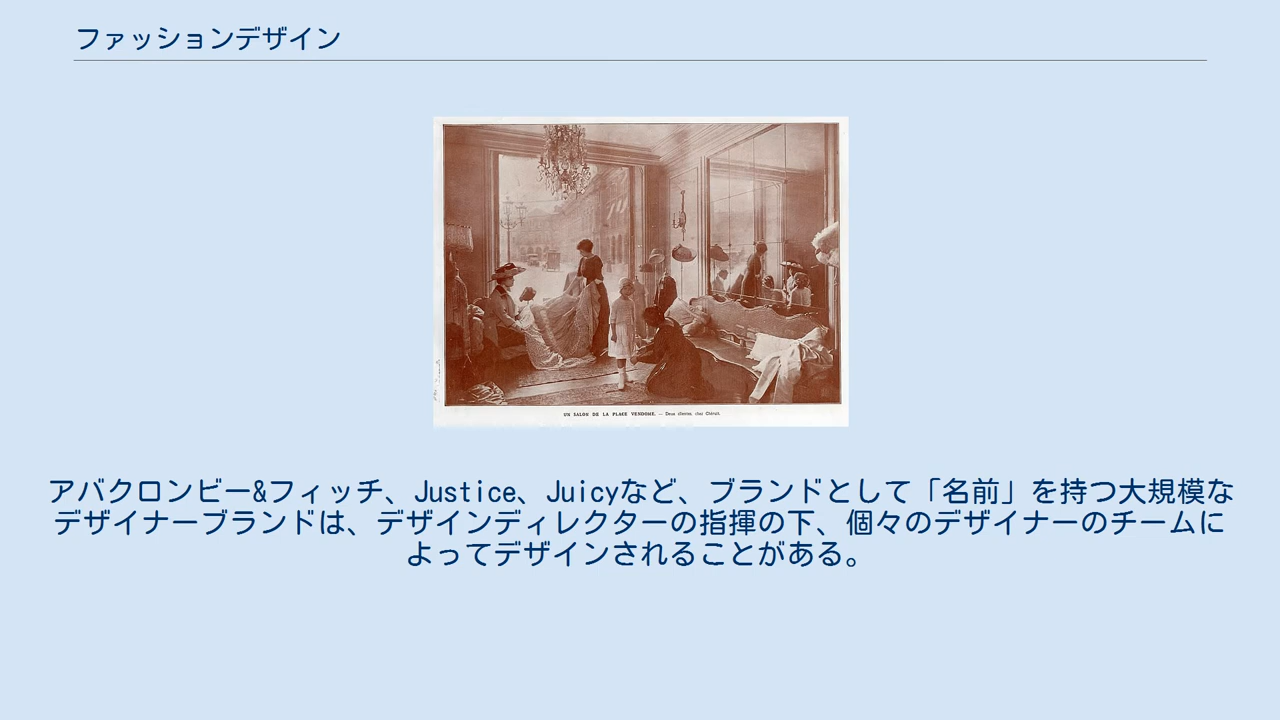 ファッションデザイン
UN SALON DE LA PLACE VENDOME. — Deux clientes, chez Chéruit.
アバクロンビー&フィッチ、Justice、Juicyなど、ブランドとして「名前」を持つ大規模な
デザイナーブランドは、デザインディレクターの指揮の下、個々のデザイナーのチームに
よってデザインされることがある。